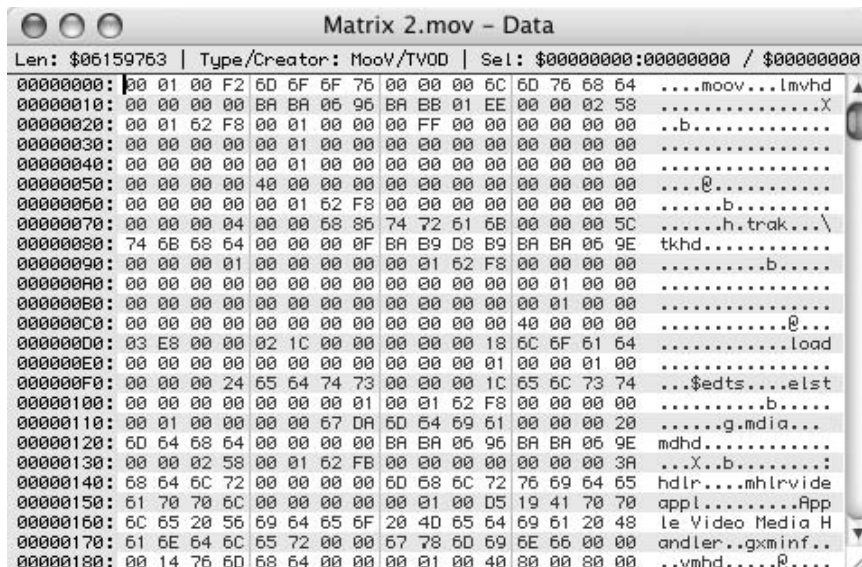 Matrix 2.mov – Data
Len: $06159763 | Type/Creator: MooV/TVOD | Sel: $00000000:00000000 / $00000000
00000000: 00 01 00 F2 6D 6F 6F 76 00 00 00 6C 6D 76 68 64 ....moov...lmvhd
00000010: 00 00 00 00 BA BA 06 96 BA BB 01 EE 00 00 02 58 ...............X
00000020: 00 01 62 F8 00 01 00 00 00 FF 00 00 00 00 00 00 ..b.............
00000030: 00 00 00 00 00 01 00 00 00 00 00 00 00 00 00 00 ................
00000040: 00 00 00 00 00 01 00 00 00 00 00 00 00 00 00 00 ................
00000050: 00 00 00 00 40 00 00 00 00 00 00 00 00 00 00 00 ....@...........
00000060: 00 00 00 00 00 01 62 F8 00 00 00 00 00 00 00 00 ......b.........
00000070: 00 00 00 04 00 00 68 86 74 72 61 6B 00 00 00 5C ......h.trak...\
00000080: 74 6B 68 64 00 00 00 0F BA B9 D8 B9 BA BA 06 9E tkhd............
00000090: 00 00 00 01 00 00 00 00 00 01 62 F8 00 00 00 00 ..........b.....
000000A0: 00 00 00 00 00 00 00 00 00 00 00 00 00 01 00 00 ................
000000B0: 00 00 00 00 00 00 00 00 00 00 00 00 00 01 00 00 ................
000000C0: 00 00 00 00 00 00 00 00 00 00 00 00 40 00 00 00 ............@...
000000D0: 03 E8 00 00 02 1C 00 00 00 00 00 18 6C 6F 61 64 ............load
000000E0: 00 00 00 00 00 00 00 00 00 00 00 01 00 00 01 00 ................
000000F0: 00 00 00 24 65 64 74 73 00 00 00 1C 65 6C 73 74 ...$edts....elst
00000100: 00 00 00 00 00 00 00 01 00 01 62 F8 00 00 00 00 ..........b.....
00000110: 00 01 00 00 00 00 67 DA 6D 64 69 61 00 00 00 20 ......g.mdia...
00000120: 6D 64 68 64 00 00 00 00 BA BA 06 96 BA BA 06 9E mdhd............
00000130: 00 00 02 58 00 01 62 FB 00 00 00 00 00 00 00 3A ...X..b........:
00000140: 68 64 6C 72 00 00 00 00 6D 68 6C 72 76 69 64 65 hdlr....mhlrvide
00000150: 61 70 70 6C 00 00 00 00 00 01 00 D5 19 41 70 70 appl.........App
00000160: 6C 65 20 56 69 64 65 6F 20 4D 65 64 69 61 20 48 le Video Media H
00000170: 61 6E 64 6C 65 72 00 00 67 78 6D 69 6E 66 00 00 andler..gxminf..
00000180: 00 14 76 6D 68 64 00 00 00 01 00 40 80 00 80 00 ..vmhd.....@....